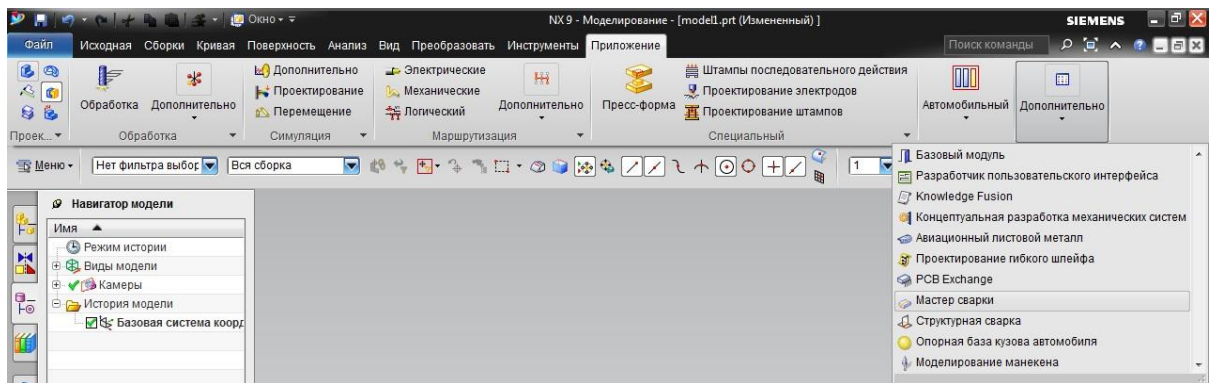 Окно
NX 9 - Моделирование - [model1.prt (Измененный) ]
SIEMENS
Файл Исходная Сборки Кривая Поверхность Анализ Вид Преобразовать Инструменты Приложение Поиск команды
Обработка Дополнительно
Дополнительно
Проектирование
Перемещение
Электрические
Механические
Логический
Дополнительно
Пресс-форма
Штампы последовательного действия
Проектирование электродов
Проектирование штампов
Автомобильный Дополнительно
Проек... Обработка Симуляция Маршрутизация Специальный
Меню Нет фильтра выбор Вся сборка 1
Навигатор модели
Имя
Режим истории
Виды модели
Камеры
История модели
Базовая система коорд
Базовый модуль
Разработчик пользовательского интерфейса
Knowledge Fusion
Концептуальная разработка механических систем
Авиационный листовой металл
Проектирование гибкого шлейфа
PCB Exchange
Мастер сварки
Структурная сварка
Опорная база кузова автомобиля
Моделирование манекена